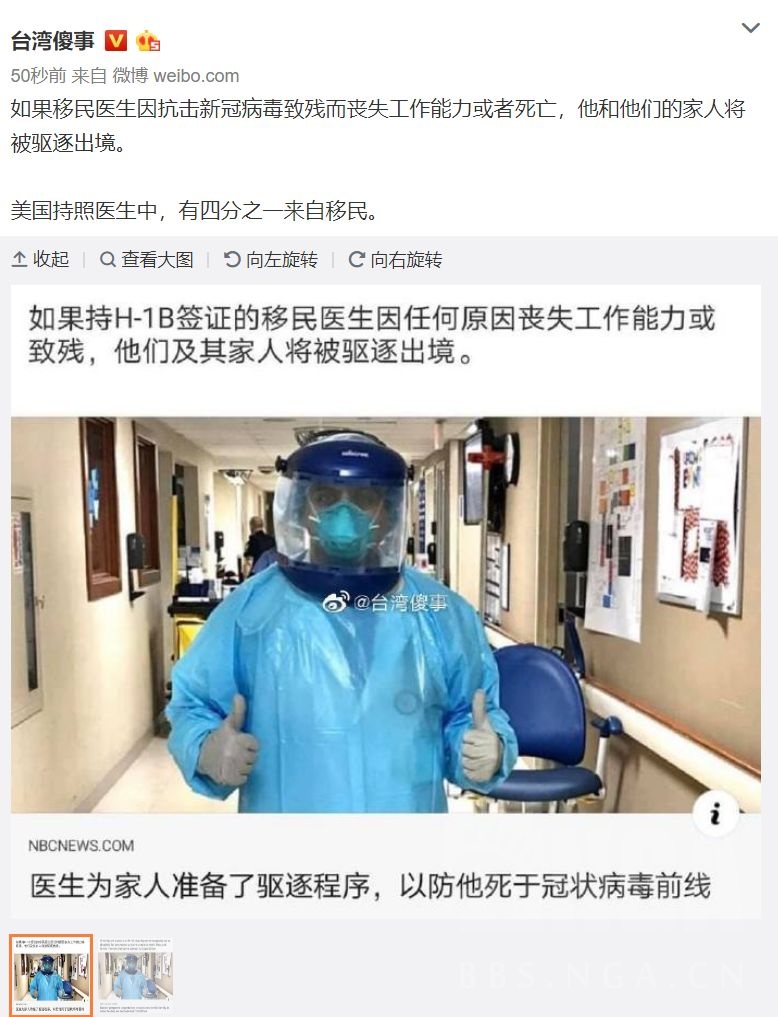 台湾傻事
50秒前 来自 微博 weibo.com
如果移民医生因抗击新冠病毒致残而丧失工作能力或者死亡，他和他们的家人将
被驱逐出境。
美国持照医生中，有四分之一来自移民。
收起 查看大图 向左旋转 向右旋转
如果持H-1B签证的移民医生因任何原因丧失工作能力或
致残，他们及其家人将被驱逐出境。
@台湾傻事
NBCNEWS.COM
医生为家人准备了驱逐程序，以防他死于冠状病毒前线